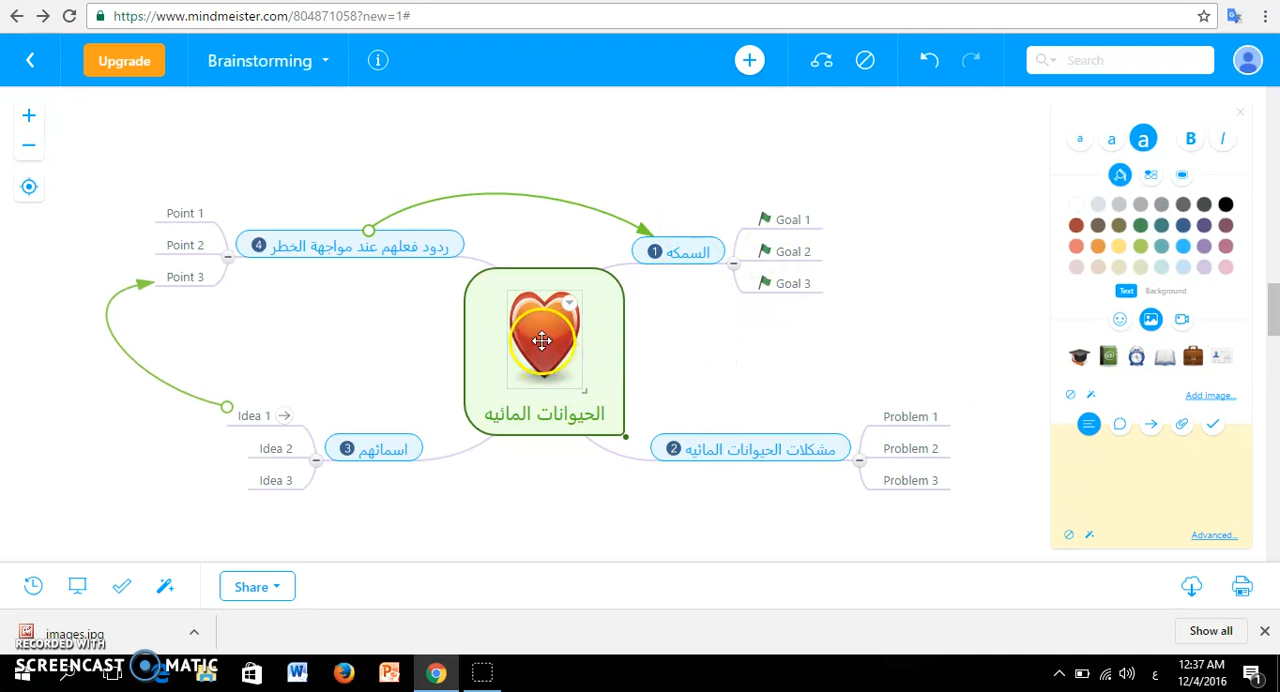 https://www.mindmeister.com/804871058?new=1#
Upgrade
Brainstorming
Search
a a a B I
Point 1
Point 2
Point 3
ردود فعلهم عند مواجهة الخطر 4
1 السمكه
Goal 1
Goal 2
Goal 3
الحيوانات المائيه
Idea 1
Idea 2
Idea 3
3 اسمائهم
2 مشكلات الحيوانات المائيه
Problem 1
Problem 2
Problem 3
Text Background
Add image...
Advanced...
Share
images.jpg
Show all
RECORDED WITH
SCREENCAST MATIC
ع
12:37 AM
12/4/2016
1